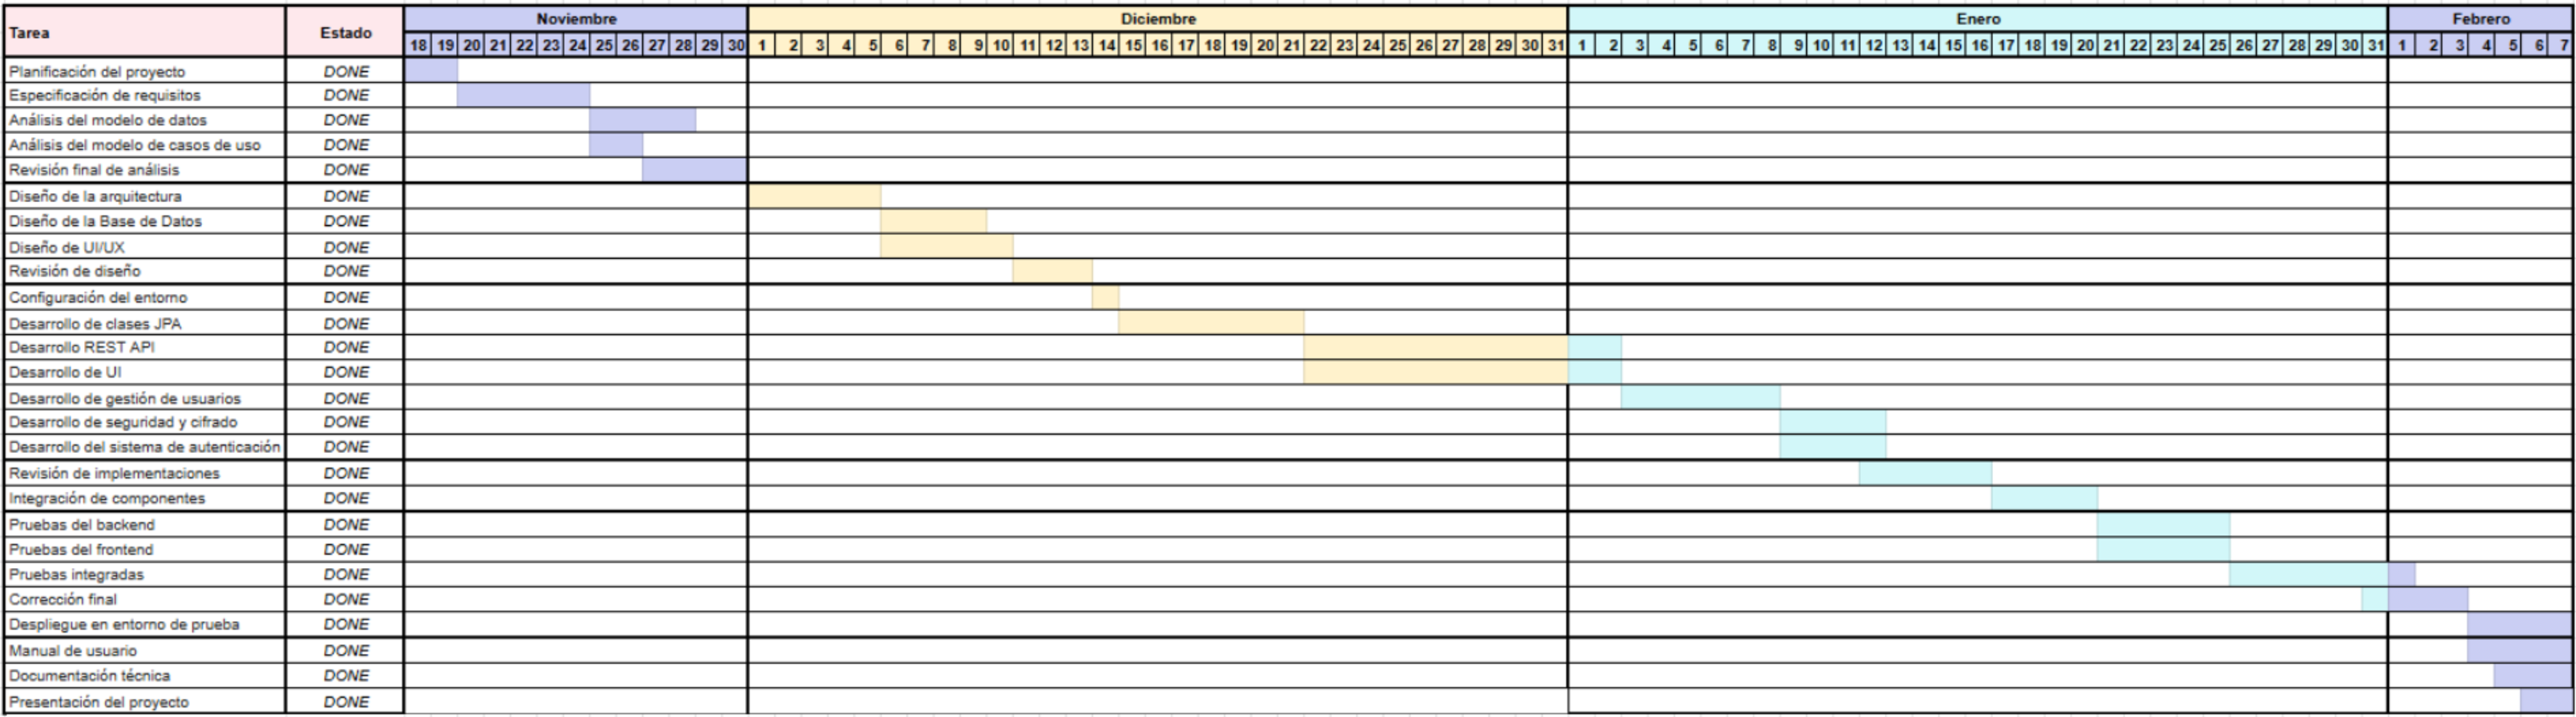 Tarea Estado Noviembre Diciembre Enero Febrero
18 19 20 21 22 23 24 25 26 27 28 29 30 1 2 3 4 5 6 7 8 9 10 11 12 13 14 15 16 17 18 19 20 21 22 23 24 25 26 27 28 29 30 31 1 2 3 4 5 6 7 8 9 10 11 12 13 14 15 16 17 18 19 20 21 22 23 24 25 26 27 28 29 30 31 1 2 3 4 5 6 7
Planificación del proyecto DONE
Especificación de requisitos DONE
Análisis del modelo de datos DONE
Análisis del modelo de casos de uso DONE
Revisión final de análisis DONE
Diseño de la arquitectura DONE
Diseño de la Base de Datos DONE
Diseño de UI/UX DONE
Revisión de diseño DONE
Configuración del entorno DONE
Desarrollo de clases JPA DONE
Desarrollo REST API DONE
Desarrollo de UI DONE
Desarrollo de gestión de usuarios DONE
Desarrollo de seguridad y cifrado DONE
Desarrollo del sistema de autenticación DONE
Revisión de implementaciones DONE
Integración de componentes DONE
Pruebas del backend DONE
Pruebas del frontend DONE
Pruebas integradas DONE
Corrección final DONE
Despliegue en entorno de prueba DONE
Manual de usuario DONE
Documentación técnica DONE
Presentación del proyecto DONE